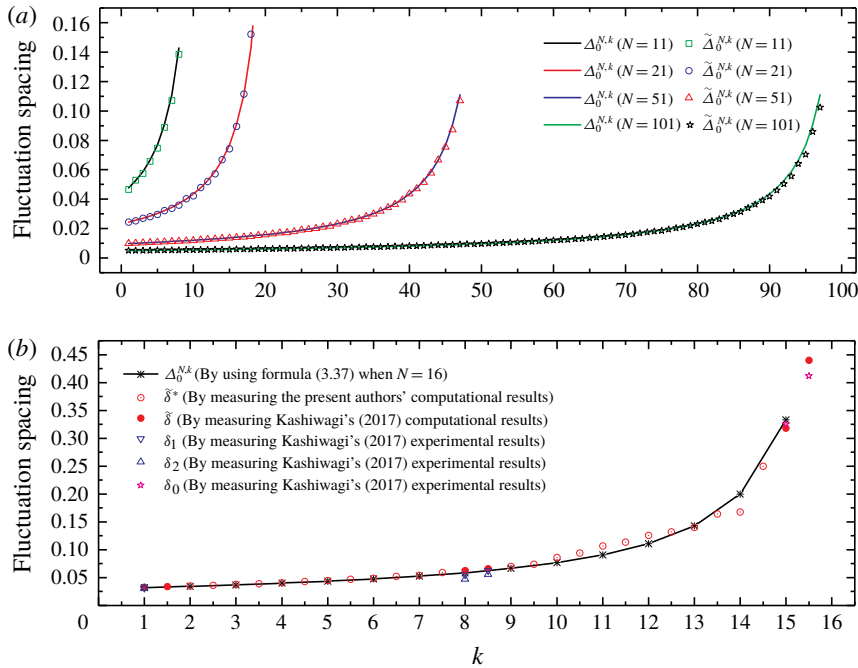 (a)
0.16
0.14
0.12
0.10
0.08
0.06
0.04
0.02
0
Fluctuation spacing
Δ₀^{N,k} (N = 11)
Δ₀^{N,k} (N = 21)
Δ₀^{N,k} (N = 51)
Δ₀^{N,k} (N = 101)
Δ̃₀^{N,k} (N = 11)
Δ̃₀^{N,k} (N = 21)
Δ̃₀^{N,k} (N = 51)
Δ̃₀^{N,k} (N = 101)
0 10 20 30 40 50 60 70 80 90 100
(b)
0.45
0.40
0.35
0.30
0.25
0.20
0.15
0.10
0.05
0
Fluctuation spacing
Δ₀^{N,k} (By using formula (3.37) when N = 16)
δ̃* (By measuring the present authors' computational results)
δ̃ (By measuring Kashiwagi's (2017) computational results)
δ₁ (By measuring Kashiwagi's (2017) experimental results)
δ₂ (By measuring Kashiwagi's (2017) experimental results)
δ₀ (By measuring Kashiwagi's (2017) experimental results)
1 2 3 4 5 6 7 8 9 10 11 12 13 14 15 16
k